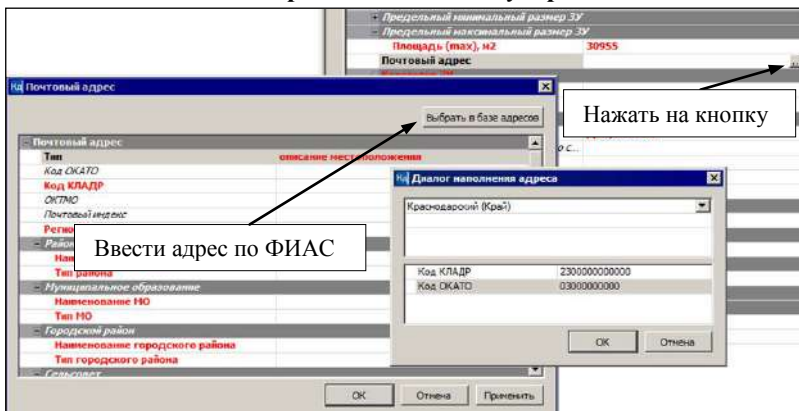 Предельный минимальный размер ЗУ
Предельный максимальный размер ЗУ
Площадь (max), м2 30955
Почтовый адрес ...
Почтовый адрес
Выбрать в базе адресов
Нажать на кнопку
Почтовый адрес
Тип описание местоположения
Код ОКАТО
Код КЛАДР
ОКТМО
Почтовый индекс
Диалог наполнения адреса
Краснодарский (Край)
Ввести адрес по ФИАС
Тип района
Муниципальное образование
Наименование МО
Тип МО
Городской район
Наименование городского района
Тип городского района
Сельсовет
Код КЛАДР 2300000000000
Код ОКАТО 03000000000
ОК Отмена
ОК Отмена Применить